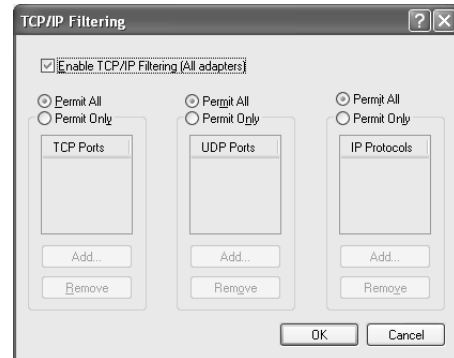 TCP/IP Filtering
Enable TCP/IP Filtering (All adapters)
Permit All Permit All Permit All
Permit Only Permit Only Permit Only
TCP Ports UDP Ports IP Protocols
Add... Add... Add...
Remove Remove Remove
OK Cancel